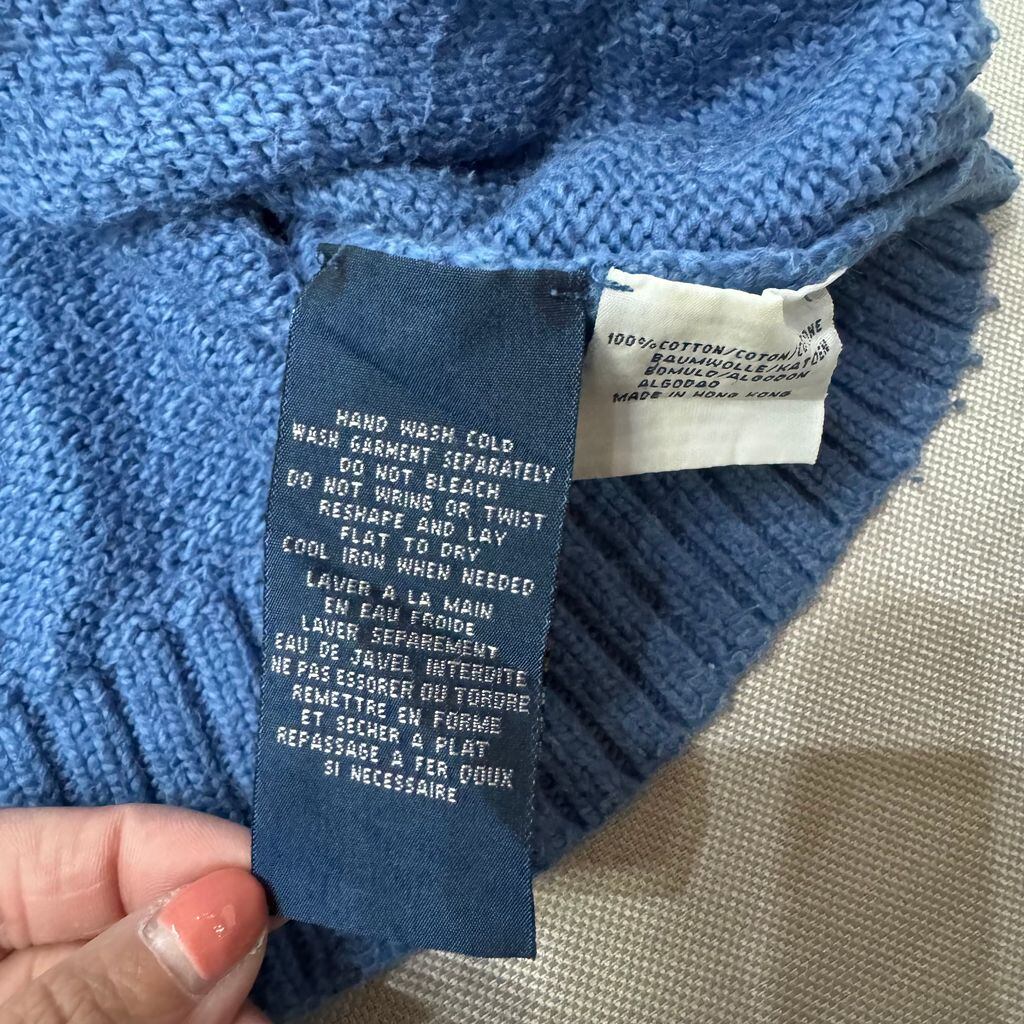 HAND WASH COLD
WASH GARMENT SEPARATELY
DO NOT BLEACH
DO NOT WRING OR TWIST
RESHAPE AND LAY
FLAT TO DRY
COOL IRON WHEN NEEDED
LAVER A LA MAIN
EN EAU FROIDE
LAVER SEPAREMENT
EAU DE JAVEL INTERDITE
NE PAS ESSORER OU TORDRE
REMETTRE EN FORME
ET SECHER A PLAT
REPASSAGE A FER DOUX
SI NECESSAIRE
100% COTTON/COTON/
BAUMWOLLE/
BOMULD/ALGODON
ALGODAO
MADE IN HONG KONG